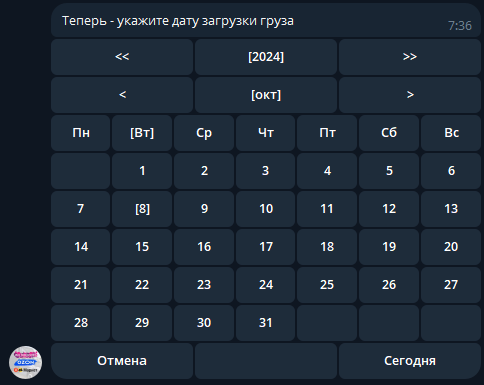 Теперь - укажите дату загрузки груза
7:36
<< [2024] >>
< [окт] >
Пн [Вт] Ср Чт Пт Сб Вс
1 2 3 4 5 6
7 [8] 9 10 11 12 13
14 15 16 17 18 19 20
21 22 23 24 25 26 27
28 29 30 31
OZON
Отмена Сегодня